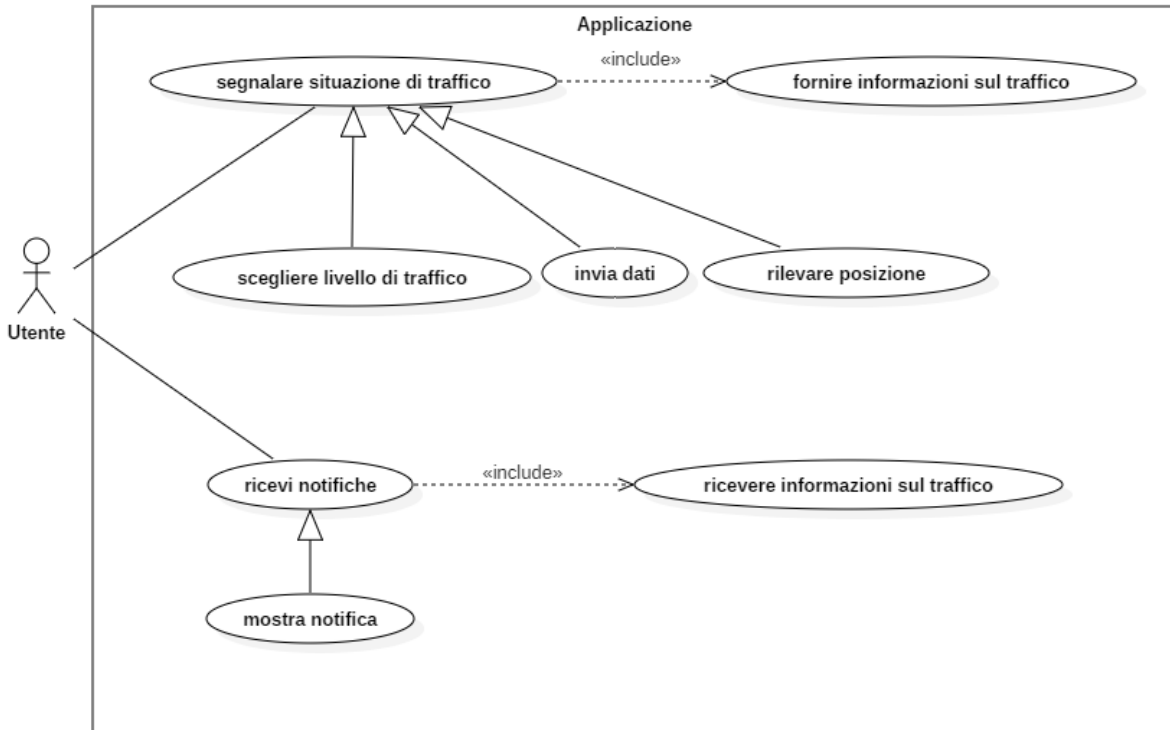 Applicazione
segnalare situazione di traffico
«include»
fornire informazioni sul traffico
scegliere livello di traffico
invia dati
rilevare posizione
Utente
ricevi notifiche
«include»
ricevere informazioni sul traffico
mostra notifica